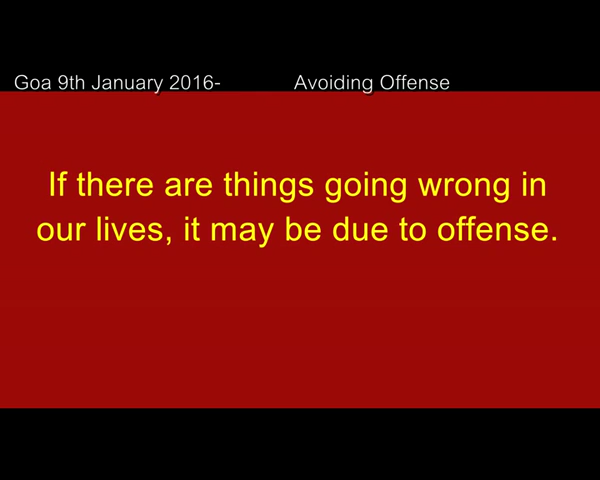 Goa 9th January 2016- Avoiding Offense
If there are things going wrong in
our lives, it may be due to offense.